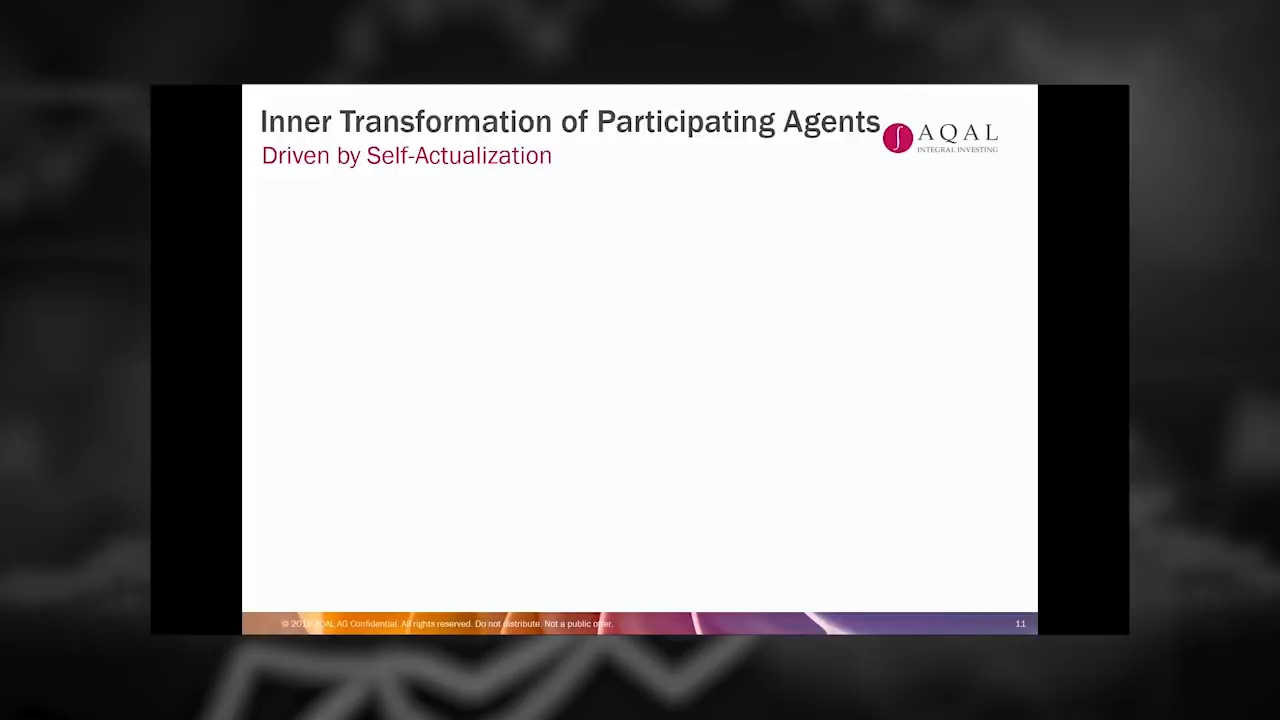 Inner Transformation of Participating Agents
Driven by Self-Actualization
AQAL
INTEGRAL INVESTING
© AQAL AG Confidential. All rights reserved. Do not distribute. Not a public offer.
11